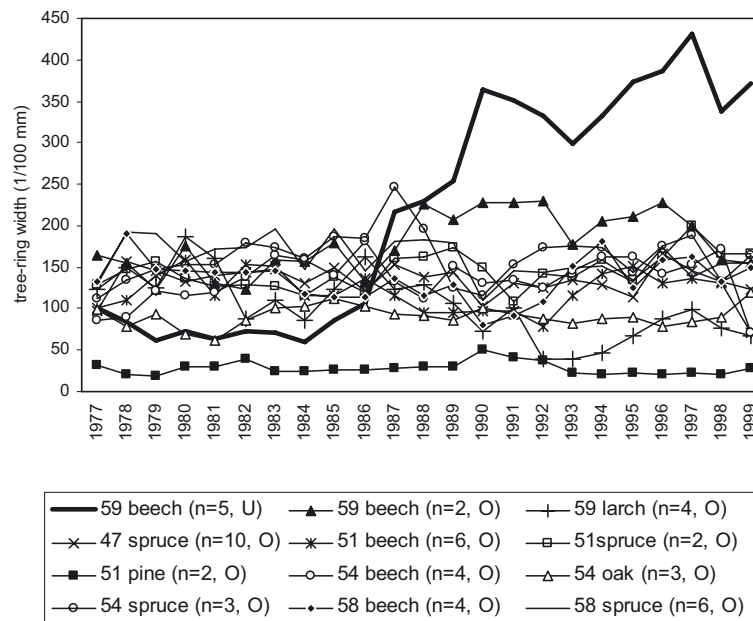 450
400
350
300
250
200
150
100
50
0
tree-ring width (1/100 mm)
1977 1978 1979 1980 1981 1982 1983 1984 1985 1986 1987 1988 1989 1990 1991 1992 1993 1994 1995 1996 1997 1998 1999
59 beech (n=5, U) 59 beech (n=2, O) 59 larch (n=4, O)
47 spruce (n=10, O) 51 beech (n=6, O) 51spruce (n=2, O)
51 pine (n=2, O) 54 beech (n=4, O) 54 oak (n=3, O)
54 spruce (n=3, O) 58 beech (n=4, O) 58 spruce (n=6, O)